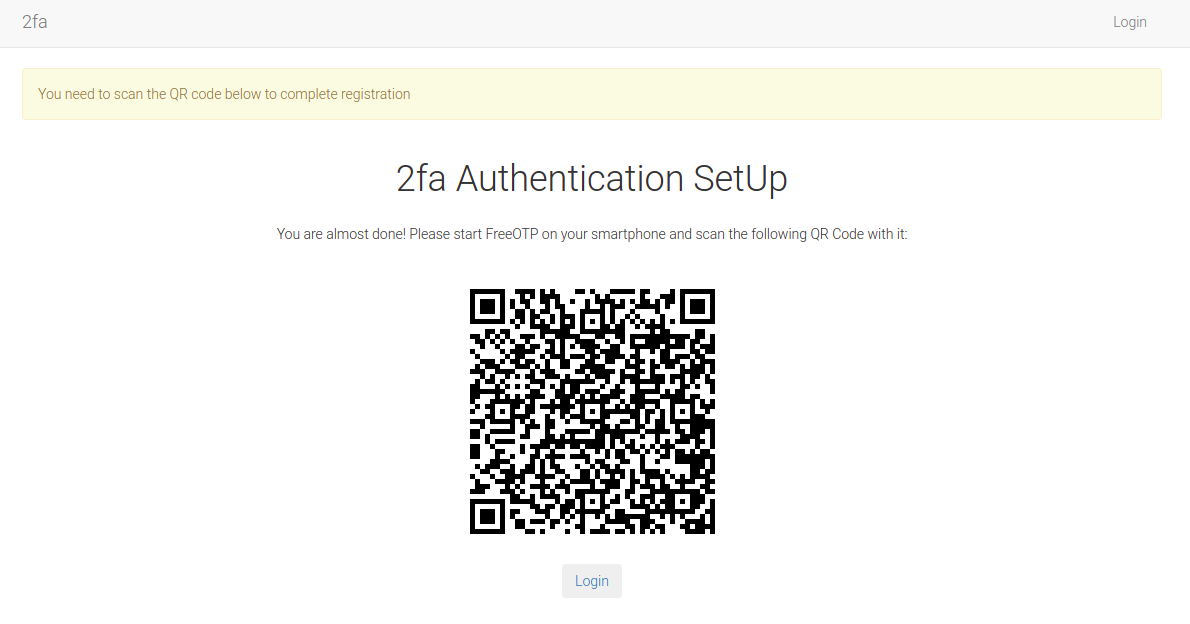 2fa
Login
You need to scan the QR code below to complete registration
2fa Authentication SetUp
You are almost done! Please start FreeOTP on your smartphone and scan the following QR Code with it:
Login